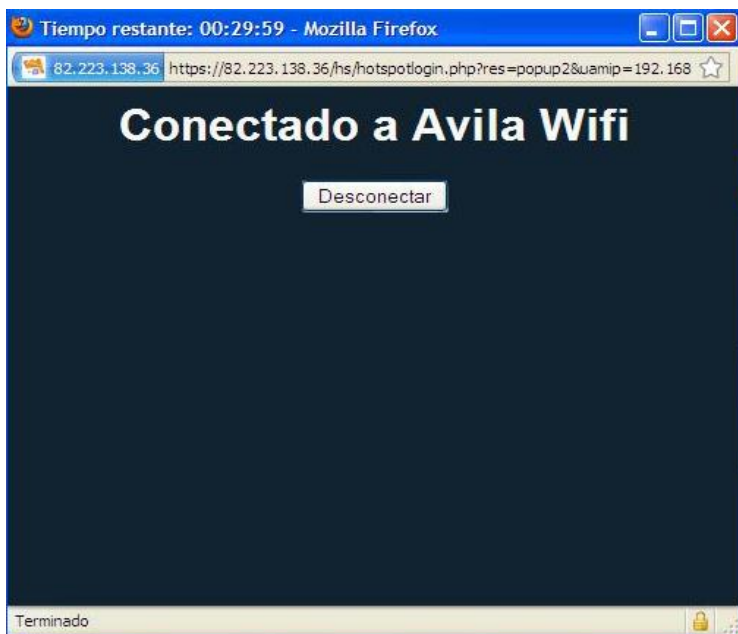 Tiempo restante: 00:29:59 - Mozilla Firefox
82.223.138.36 https://82.223.138.36/hs/hotspotlogin.php?res=popup2&uamip=192.168
Conectado a Avila Wifi
Desconectar
Terminado